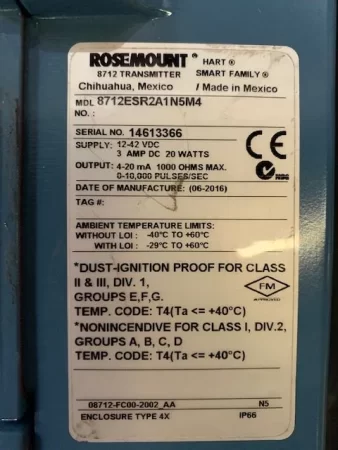 ROSEMOUNT® HART®
8712 TRANSMITTER SMART FAMILY®
Chihuahua, Mexico / Made in Mexico
MDL 8712ESR2A1N5M4
NO. :
SERIAL NO. 14613366
SUPPLY: 12-42 VDC
3 AMP DC 20 WATTS
OUTPUT: 4-20 mA 1000 OHMS MAX.
0-10,000 PULSES/SEC
CE
DATE OF MANUFACTURE: (06-2016)
TAG #:
AMBIENT TEMPERATURE LIMITS:
WITHOUT LOI : -40°C TO +60°C
WITH LOI : -29°C TO +60°C
*DUST-IGNITION PROOF FOR CLASS
II & III, DIV. 1,
GROUPS E,F,G.
TEMP. CODE: T4(Ta <= +40°C)
FM
APPROVED
*NONINCENDIVE FOR CLASS I, DIV.2,
GROUPS A, B, C, D
TEMP. CODE: T4(Ta <= +40°C)
08712-FC00-2002_AA N5
ENCLOSURE TYPE 4X IP66